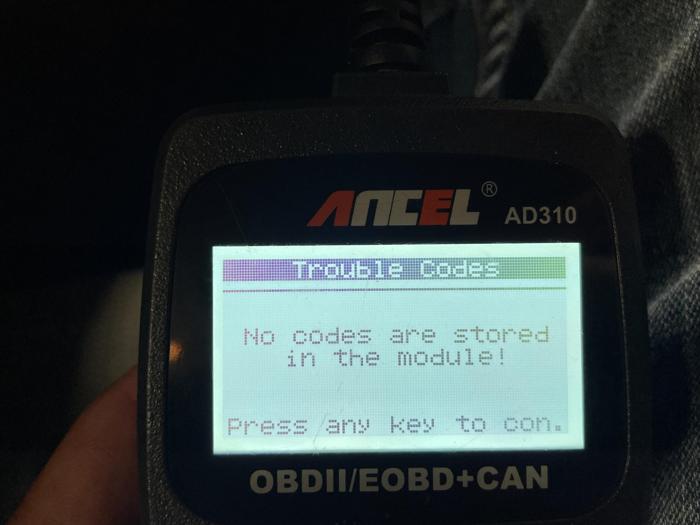 ANCEL® AD310
Trouble Codes
No codes are stored
in the module!
Press any key to con.
OBDII/EOBD+CAN